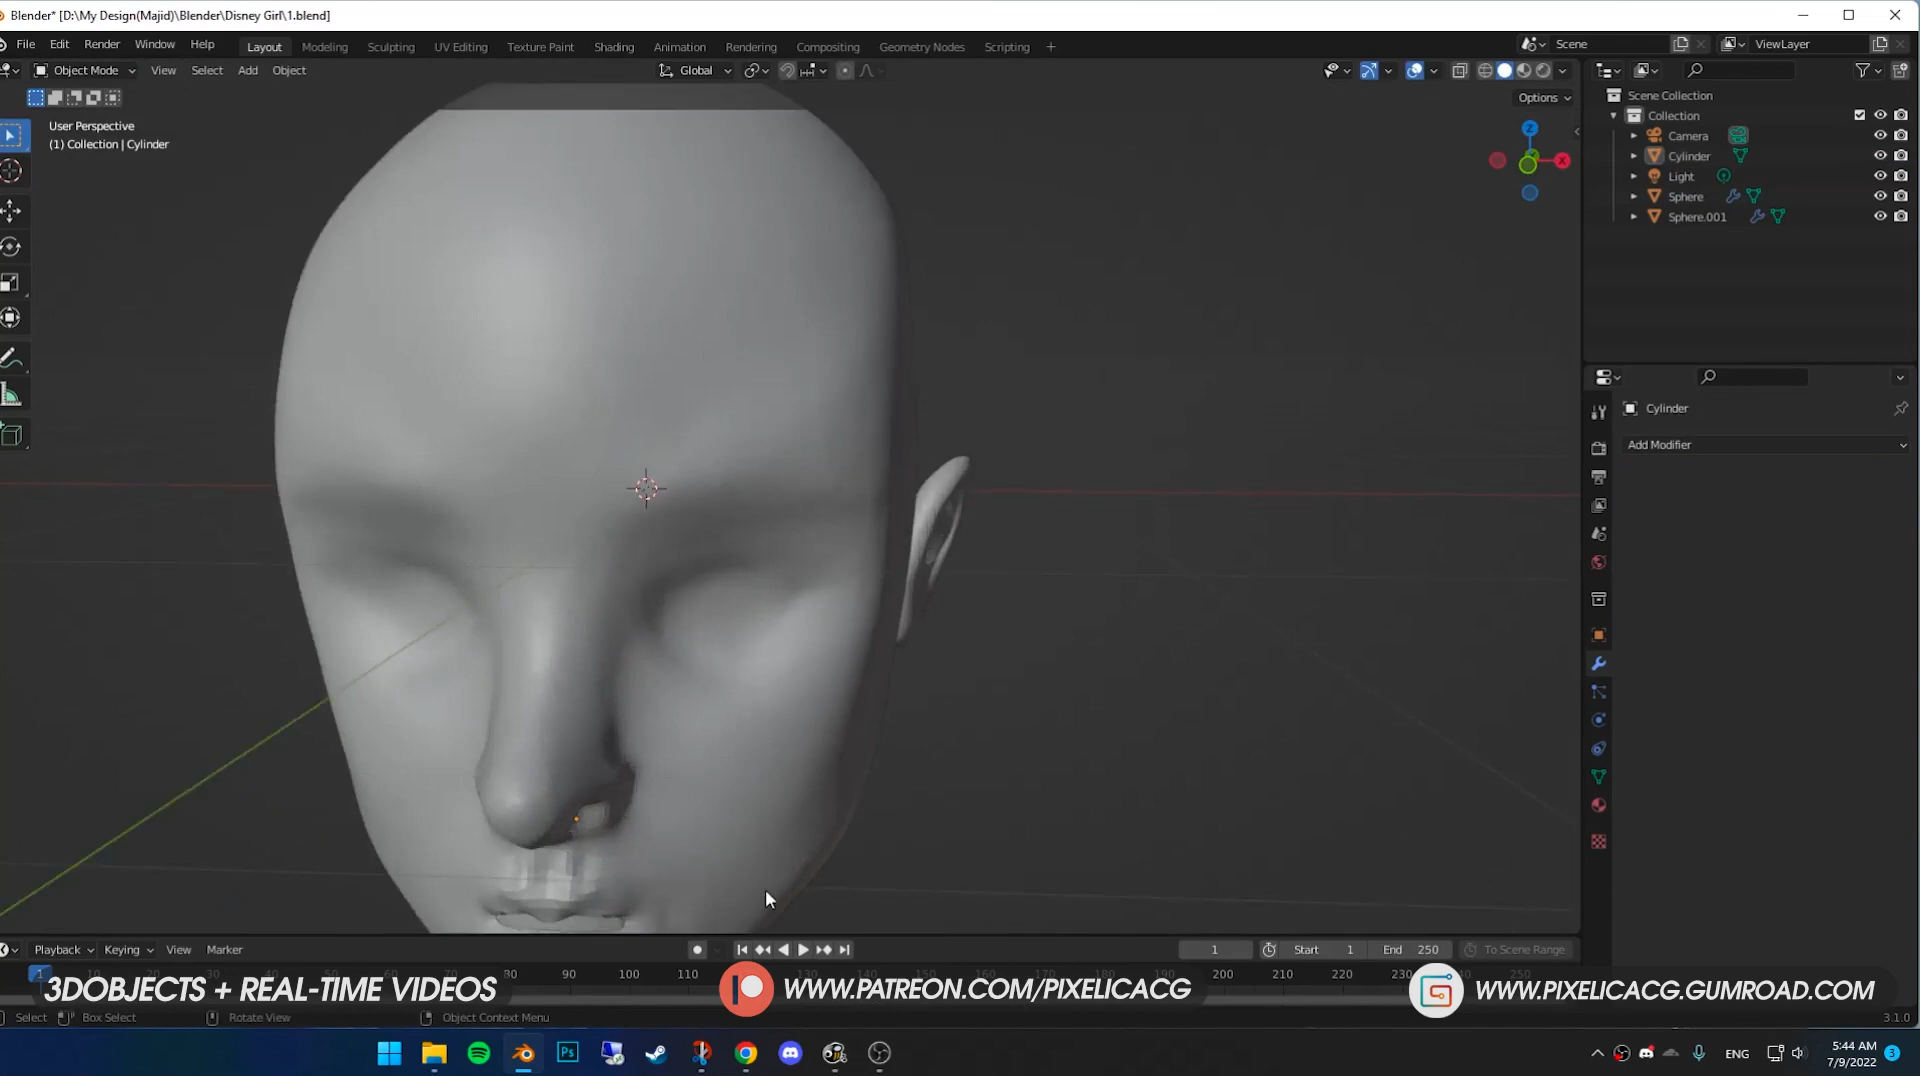 Blender* [D:\My Design(Majid)\Blender\Disney Girl\1.blend]
File Edit Render Window Help Layout Modeling Sculpting UV Editing Texture Paint Shading Animation Rendering Compositing Geometry Nodes Scripting + Scene ViewLayer
Object Mode View Select Add Object Global
Options
User Perspective
(1) Collection | Cylinder
Z
X
Scene Collection
Collection
Camera
Cylinder
Light
Sphere
Sphere.001
Cylinder
Add Modifier
Playback Keying View Marker 1 Start 1 End 250 To Scene Range
1 10 80 90 100 110 200 210 220 230
3DOBJECTS + REAL-TIME VIDEOS WWW.PATREON.COM/PIXELICACG WWW.PIXELICACG.GUMROAD.COM
Select Box Select Rotate View Object Context Menu 3.1.0
Ps ENG 5:44 AM
7/9/2022 3